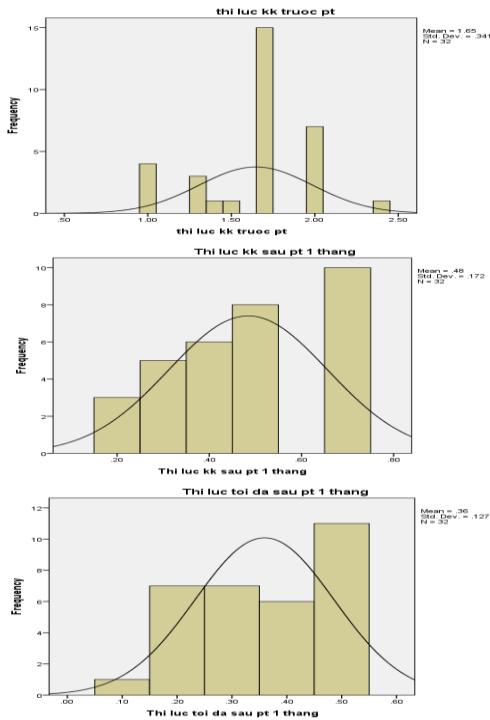 thi luc kk truoc pt
Mean = 1.65
Std. Dev. = .341
N = 32
Frequency
15
10
5
0
.50
1.00
1.50
2.00
2.50
thi luc kk truoc pt
Thi luc kk sau pt 1 thang
Mean = .48
Std. Dev. = .172
N = 32
Frequency
10
8
6
4
2
0
.20
.40
.60
.80
Thi luc kk sau pt 1 thang
Thi luc toi da sau pt 1 thang
Mean = .36
Std. Dev. = .127
N = 32
Frequency
12
10
8
6
4
2
0
.00
.10
.20
.30
.40
.50
.60
Thi luc toi da sau pt 1 thang